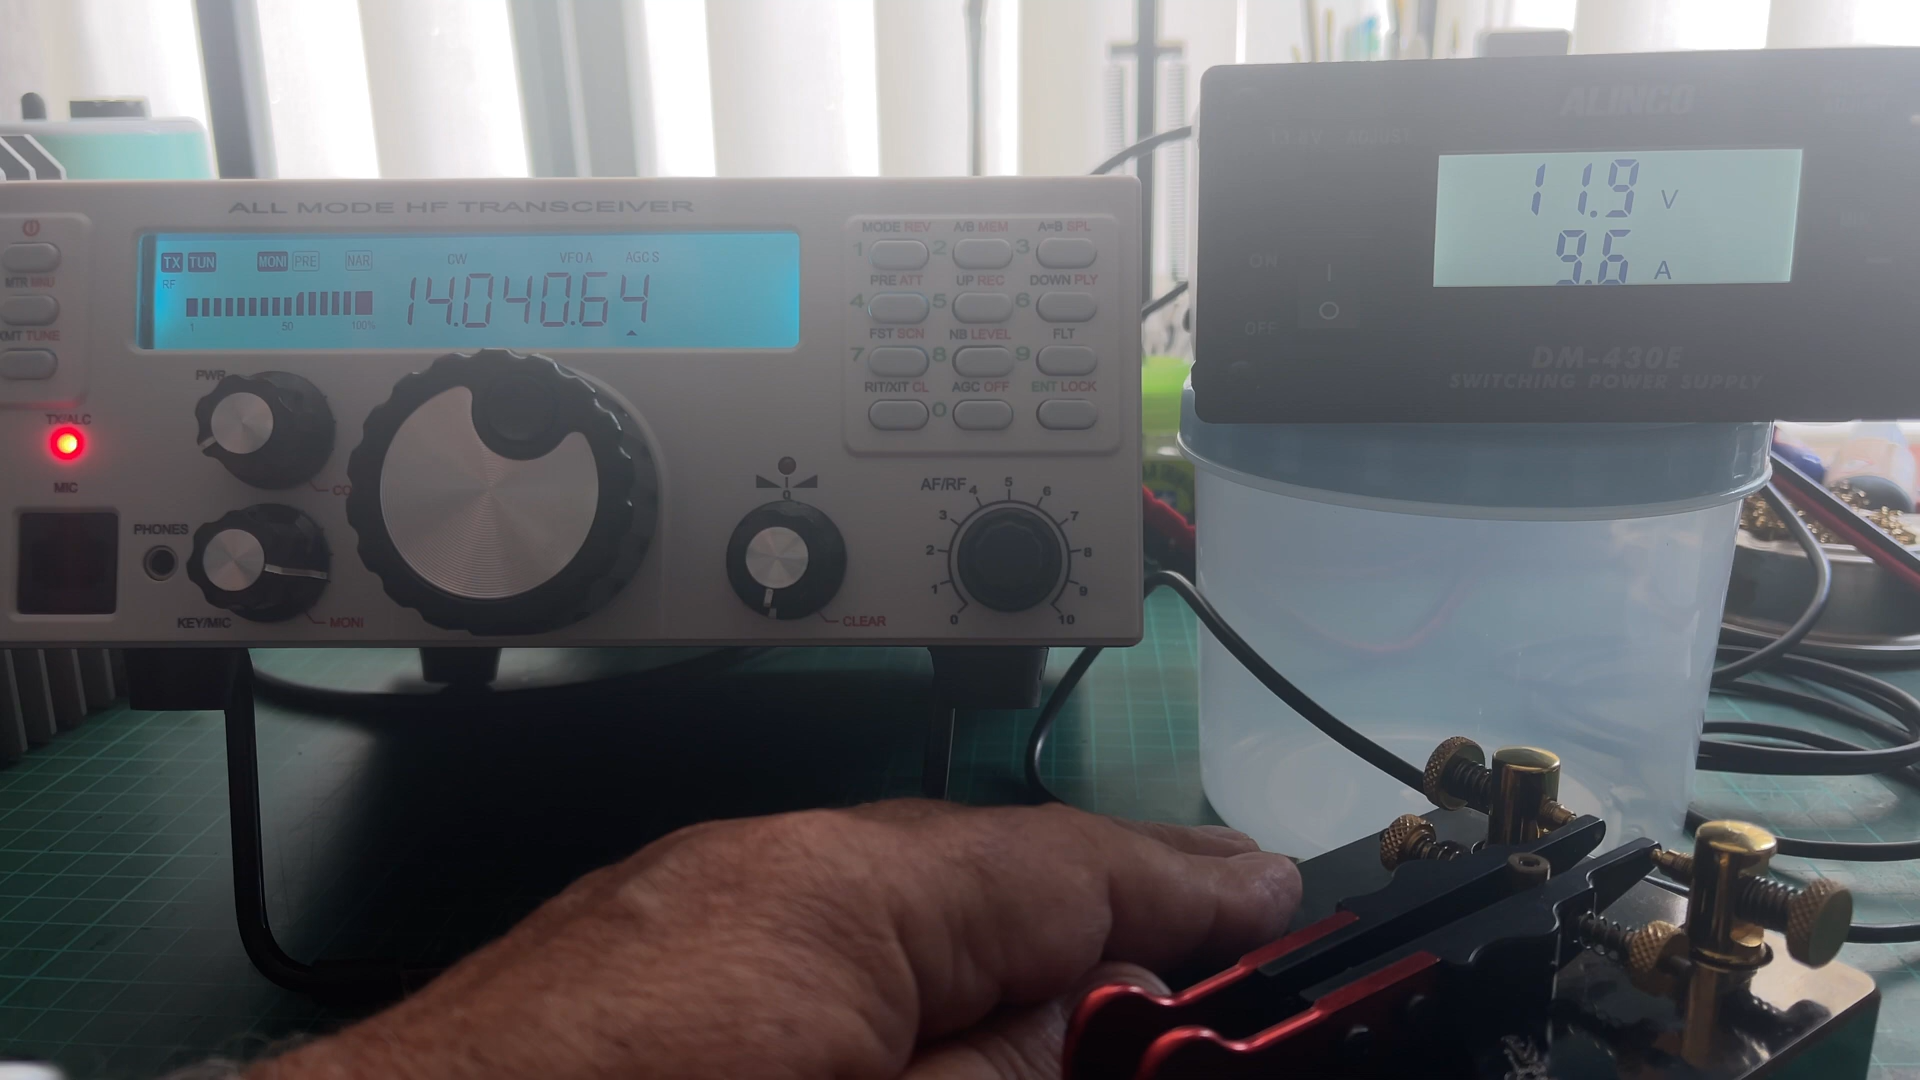 ALL MODE HF TRANSCEIVER
TX TUN MONI PRE NAR CW VFO A AGC S
RF
14.040.64
1 50 100%
MTR MNU
XMT TUNE
PWR
TX/ALC
MIC
PHONES
KEY/MIC
MONI
0
CLEAR
MODE REV A/B MEM A=B SPL
1 2 3
PRE ATT UP REC DOWN PLY
4 5 6
FST SCN NB LEVEL FLT
7 8 9
RIT/XIT CL AGC OFF ENT LOCK
0
AF/RF
0 1 2 3 4 5 6 7 8 9 10
ALINCO
ADJUST
11.9 V
9.6 A
ON
OFF
DM-430E
SWITCHING POWER SUPPLY